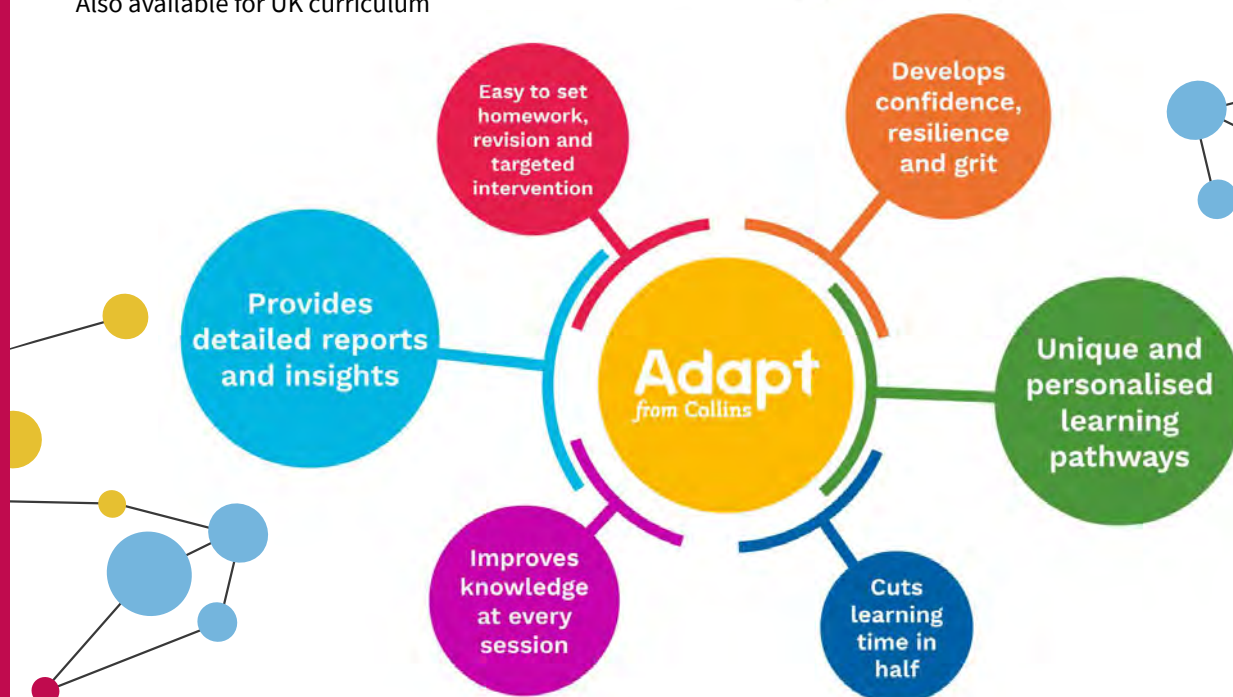 Also available for UK curriculum
Easy to set
homework,
revision and
targeted
intervention
Develops
confidence,
resilience
and grit
Provides
detailed reports
and insights
Adapt
from Collins
Unique and
personalised
learning
pathways
Improves
knowledge
at every
session
Cuts
learning
time in
half